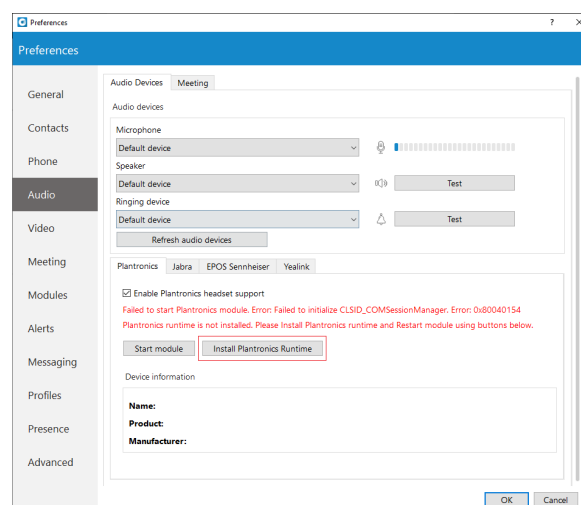 Preferences
?
Preferences
General
Contacts
Phone
Audio
Video
Meeting
Modules
Alerts
Messaging
Profiles
Presence
Advanced
Audio Devices Meeting
Audio devices
Microphone
Default device
Speaker
Default device
Test
Ringing device
Default device
Test
Refresh audio devices
Plantronics Jabra EPOS Sennheiser Yealink
Enable Plantronics headset support
Failed to start Plantronics module. Error: Failed to initialize CLSID_COMSessionManager. Error: 0x80040154
Plantronics runtime is not installed. Please Install Plantronics runtime and Restart module using buttons below.
Start module Install Plantronics Runtime
Device information
Name:
Product:
Manufacturer:
OK Cancel